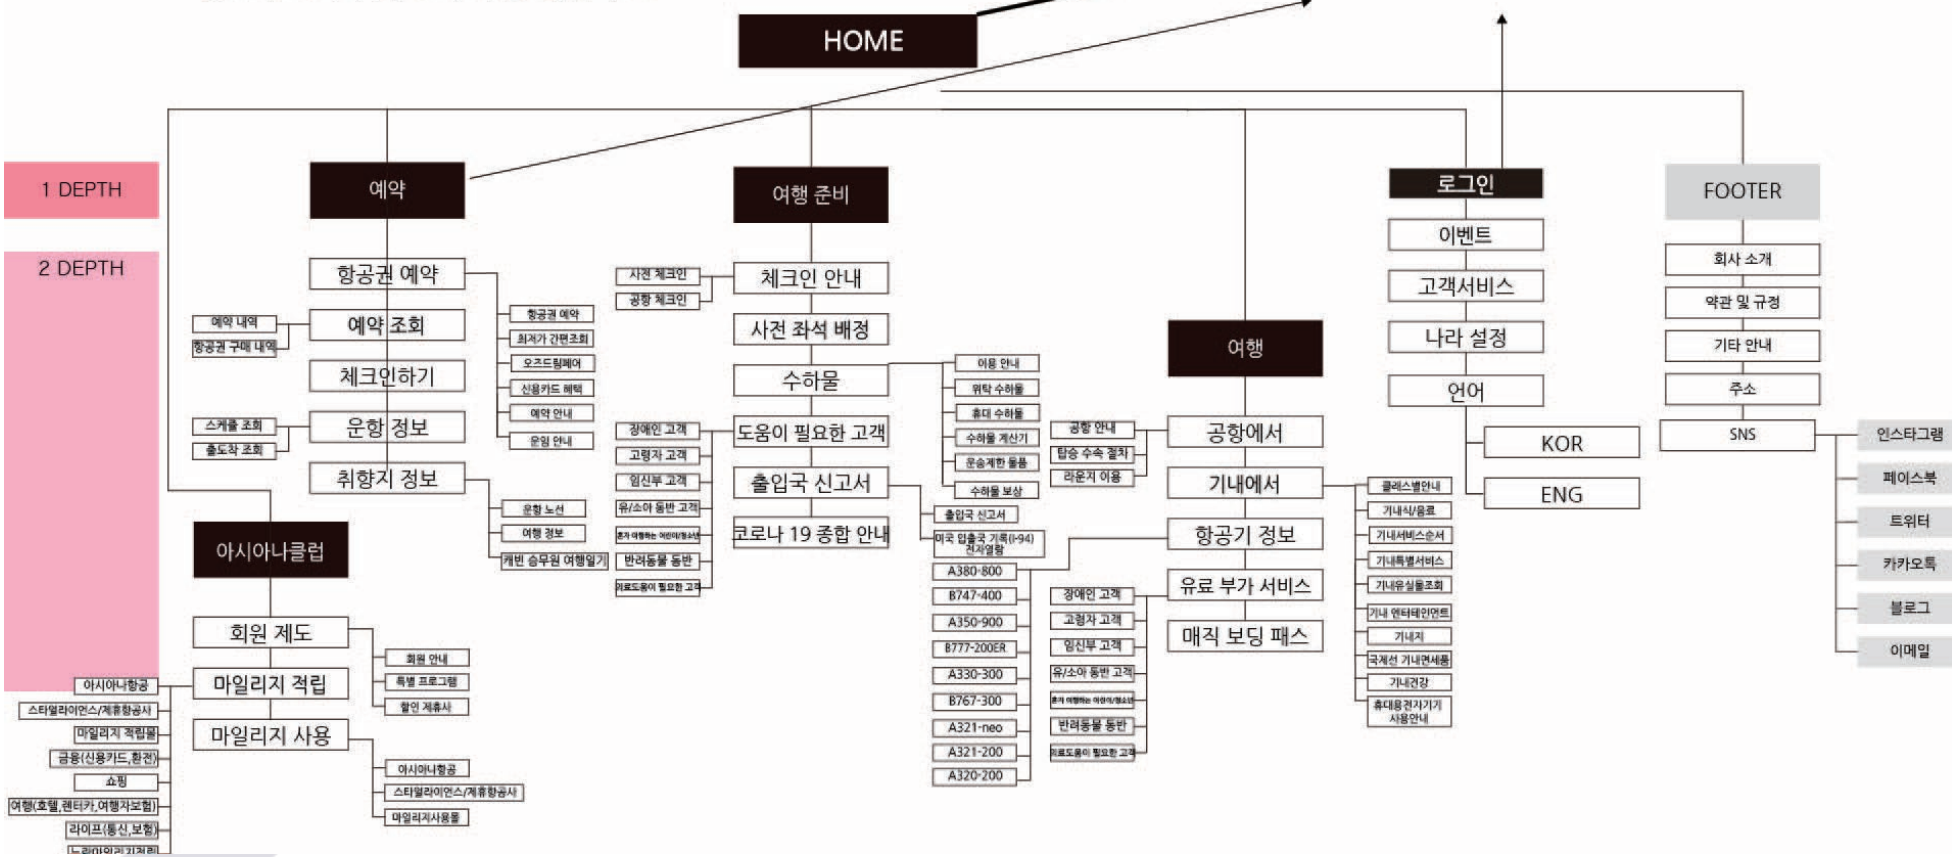 HOME
1 DEPTH
2 DEPTH
예약
항공권 예약
예약 조회
체크인하기
운항 정보
취향지 정보
예약 내역
항공권 구매 내역
스케줄 조회
출도착 조회
항공권 예약
최저가 간편조회
오즈드림페어
신용카드 혜택
예약 안내
운임 안내
운항 노선
여행 정보
캐빈 승무원 여행일기
아시아나클럽
회원 제도
마일리지 적립
마일리지 사용
회원 안내
특별 프로그램
할인 제휴사
아시아나항공
스타얼라이언스/제휴항공사
마일리지 적립몰
금융(신용카드,환전)
쇼핑
여행(호텔,렌터카,여행자보험)
라이프(통신,보험)
아시아나항공
스타얼라이언스/제휴항공사
마일리지사용몰
여행 준비
체크인 안내
사전 좌석 배정
수하물
도움이 필요한 고객
출입국 신고서
코로나 19 종합 안내
사전 체크인
공항 체크인
이용 안내
위탁 수하물
휴대 수하물
수하물 계산기
운송제한 물품
수하물 보상
장애인 고객
고령자 고객
임신부 고객
유/소아 동반 고객
혼자 여행하는 어린이/청소년
반려동물 동반
의료도움이 필요한 고객
출입국 신고서
미국 입출국 기록(I-94)
전자열람
여행
공항에서
기내에서
항공기 정보
유료 부가 서비스
매직 보딩 패스
공항 안내
탑승 수속 절차
라운지 이용
클래스별안내
기내식/음료
기내서비스순서
기내특별서비스
기내유실물조회
기내 엔터테인먼트
기내지
국제선 기내면세품
기내건강
휴대용전자기기
사용안내
A380-800
B747-400
A350-900
B777-200ER
A330-300
B767-300
A321-neo
A321-200
A320-200
장애인 고객
고령자 고객
임신부 고객
유/소아 동반 고객
혼자 여행하는 어린이/청소년
반려동물 동반
의료도움이 필요한 고객
로그인
이벤트
고객서비스
나라 설정
언어
KOR
ENG
FOOTER
회사 소개
약관 및 규정
기타 안내
주소
SNS
인스타그램
페이스북
트위터
카카오톡
블로그
이메일